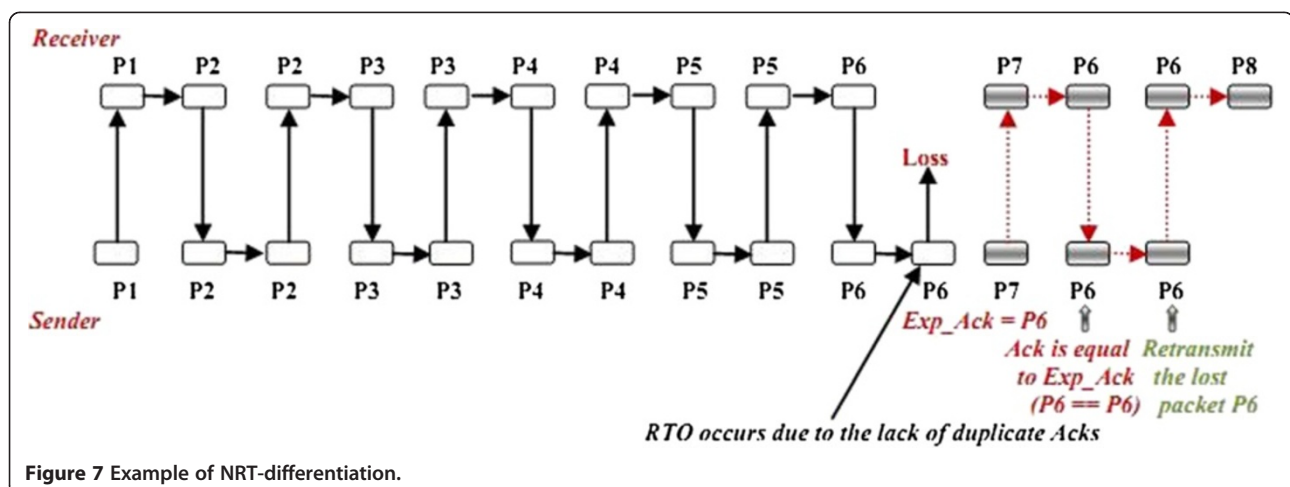 Receiver
P1 P2 P2 P3 P3 P4 P4 P5 P5 P6 P7 P6 P6 P8
Loss
P1 P2 P2 P3 P3 P4 P4 P5 P5 P6 P6 P7 P6 P6
Sender
Exp_Ack = P6
Ack is equal
to Exp_Ack
(P6 == P6)
Retransmit
the lost
packet P6
RTO occurs due to the lack of duplicate Acks
Figure 7 Example of NRT-differentiation.